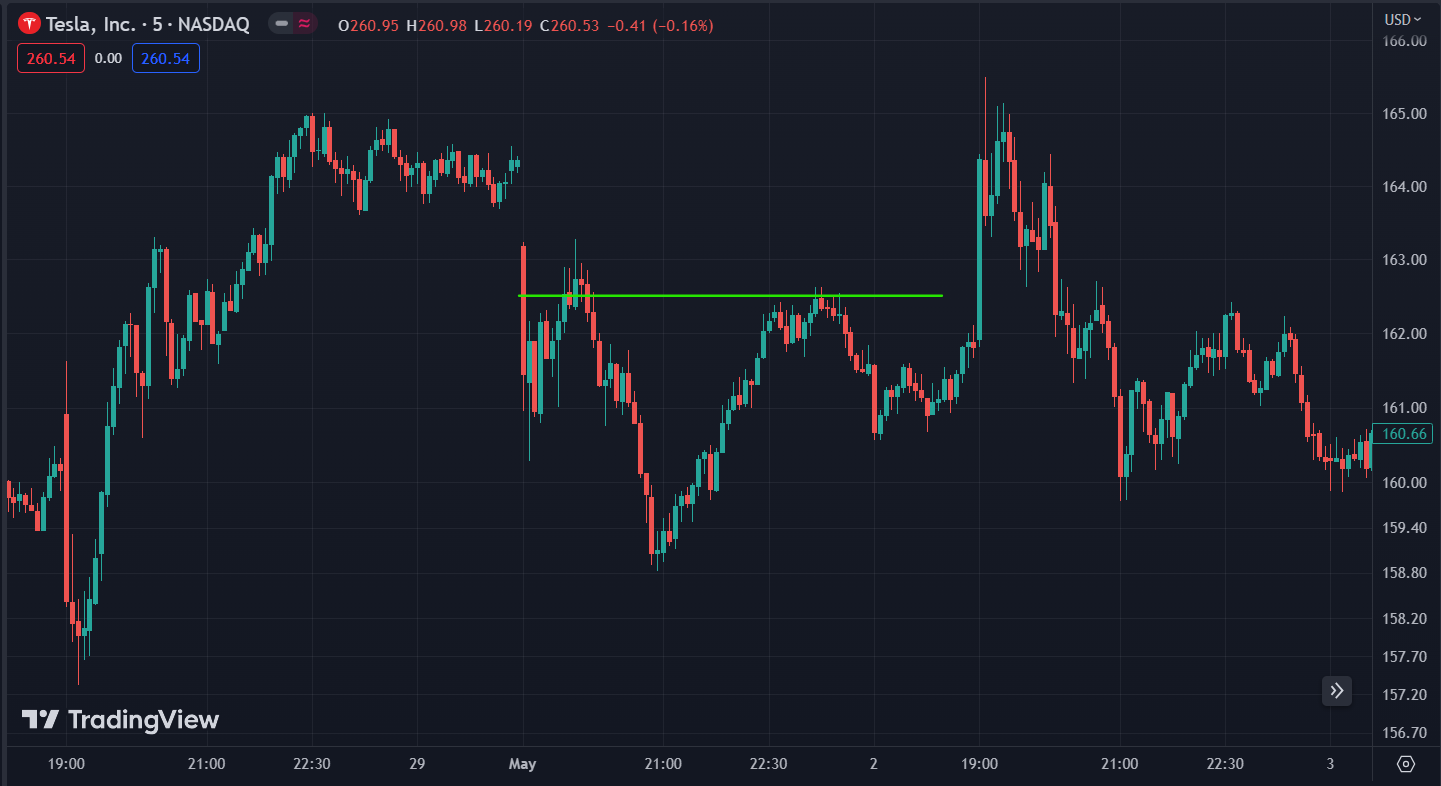 Tesla, Inc. · 5 · NASDAQ O260.95 H260.98 L260.19 C260.53 −0.41 (−0.16%)
260.54 0.00 260.54
USD
166.00
165.00
164.00
163.00
162.00
161.00
160.66
160.00
159.40
158.80
158.20
157.70
157.20
156.70
TradingView
19:00 21:00 22:30 29 May 21:00 22:30 2 19:00 21:00 22:30 3